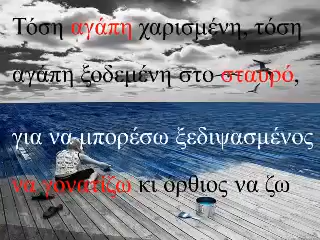 Τόση αγάπη χαρισμένη, τόση
αγάπη ξοδεμένη στο σταυρό,
για να μπορέσω ξεδιψασμένος
να γονατίζω κι όρθιος να ζω